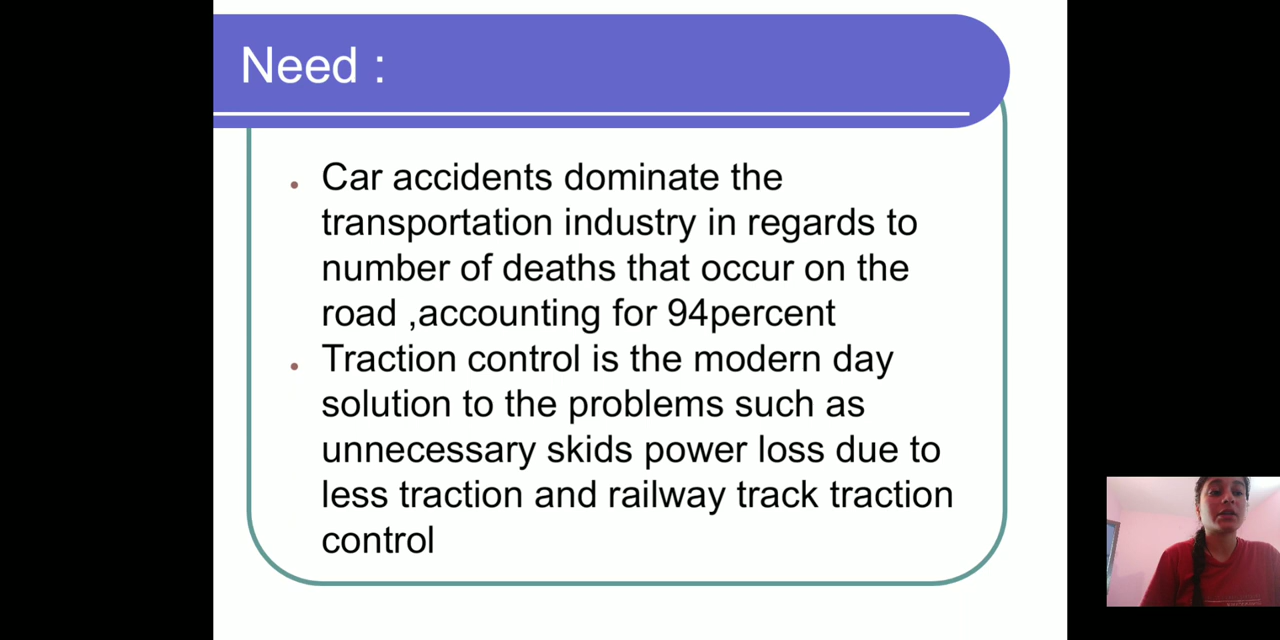 Need :
Car accidents dominate the
transportation industry in regards to
number of deaths that occur on the
road ,accounting for 94percent
Traction control is the modern day
solution to the problems such as
unnecessary skids power loss due to
less traction and railway track traction
control